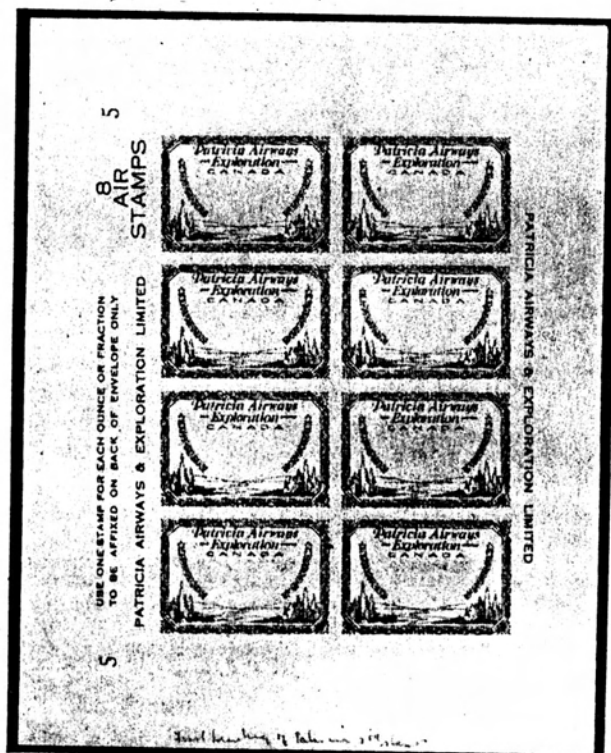 5
8
AIR
STAMPS
5
USE ONE STAMP FOR EACH OUNCE OR FRACTION
TO BE AFFIXED ON BACK OF ENVELOPE ONLY
PATRICIA AIRWAYS & EXPLORATION LIMITED
Patricia Airways
Exploration
CANADA
Patricia Airways
Exploration
CANADA
Patricia Airways
Exploration
CANADA
Patricia Airways
Exploration
CANADA
Patricia Airways
Exploration
CANADA
Patricia Airways
Exploration
CANADA
Patricia Airways
Exploration
CANADA
Patricia Airways
Exploration
CANADA
PATRICIA AIRWAYS & EXPLORATION LIMITED
of